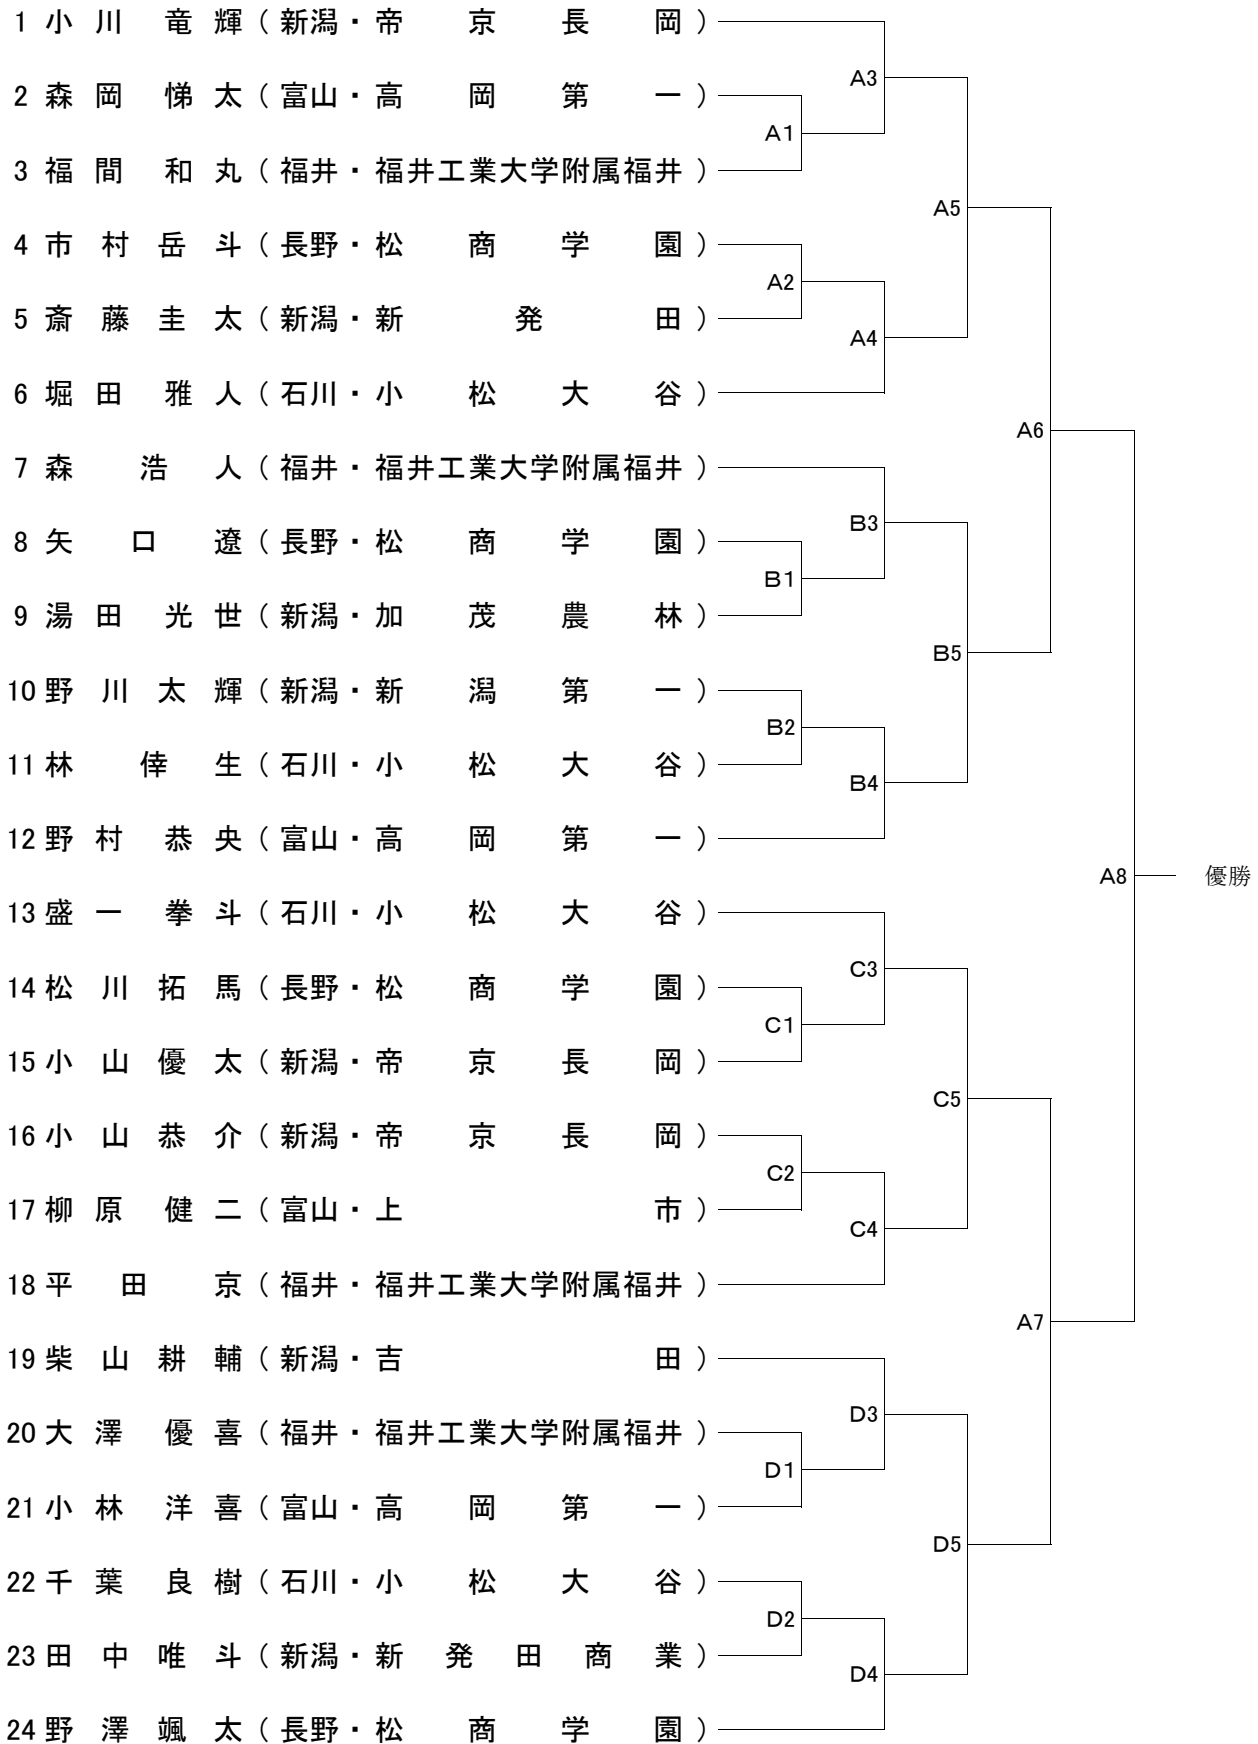 1 小川竜輝（新潟・帝京長岡）
A3
2 森岡悌太（富山・高岡第一）
A1
3 福間和丸（福井・福井工業大学附属福井）
A5
4 市村岳斗（長野・松商学園）
A2
5 斎藤圭太（新潟・新発田）
A4
6 堀田雅人（石川・小松大谷）
A6
7 森浩人（福井・福井工業大学附属福井）
B3
8 矢口遼（長野・松商学園）
B1
9 湯田光世（新潟・加茂農林）
B5
10 野川太輝（新潟・新潟第一）
B2
11 林倖生（石川・小松大谷）
B4
12 野村恭央（富山・高岡第一）
A8 優勝
13 盛一拳斗（石川・小松大谷）
C3
14 松川拓馬（長野・松商学園）
C1
15 小山優太（新潟・帝京長岡）
C5
16 小山恭介（新潟・帝京長岡）
C2
17 柳原健二（富山・上市）
C4
18 平田京（福井・福井工業大学附属福井）
A7
19 柴山耕輔（新潟・吉田）
D3
20 大澤優喜（福井・福井工業大学附属福井）
D1
21 小林洋喜（富山・高岡第一）
D5
22 千葉良樹（石川・小松大谷）
D2
23 田中唯斗（新潟・新発田商業）
D4
24 野澤颯太（長野・松商学園）